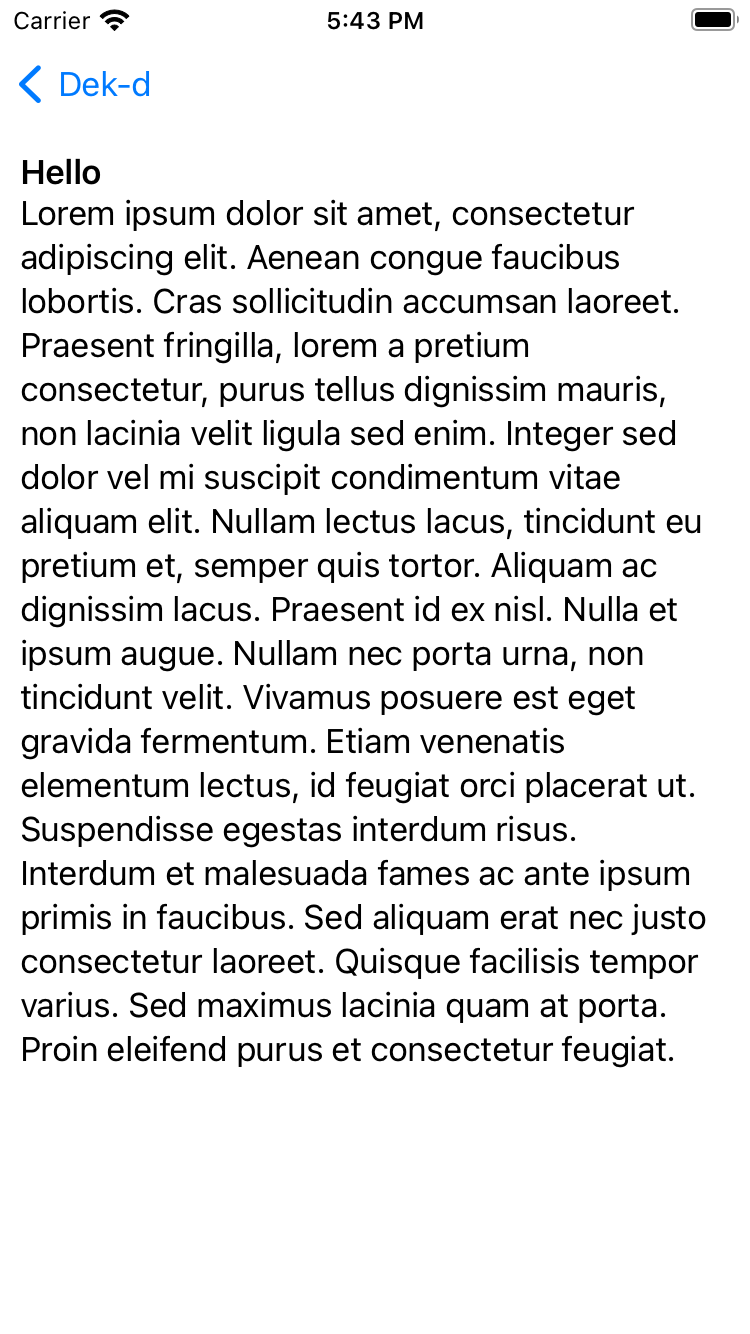 Carrier 5:43 PM
Dek-d
Hello
Lorem ipsum dolor sit amet, consectetur
adipiscing elit. Aenean congue faucibus
lobortis. Cras sollicitudin accumsan laoreet.
Praesent fringilla, lorem a pretium
consectetur, purus tellus dignissim mauris,
non lacinia velit ligula sed enim. Integer sed
dolor vel mi suscipit condimentum vitae
aliquam elit. Nullam lectus lacus, tincidunt eu
pretium et, semper quis tortor. Aliquam ac
dignissim lacus. Praesent id ex nisl. Nulla et
ipsum augue. Nullam nec porta urna, non
tincidunt velit. Vivamus posuere est eget
gravida fermentum. Etiam venenatis
elementum lectus, id feugiat orci placerat ut.
Suspendisse egestas interdum risus.
Interdum et malesuada fames ac ante ipsum
primis in faucibus. Sed aliquam erat nec justo
consectetur laoreet. Quisque facilisis tempor
varius. Sed maximus lacinia quam at porta.
Proin eleifend purus et consectetur feugiat.